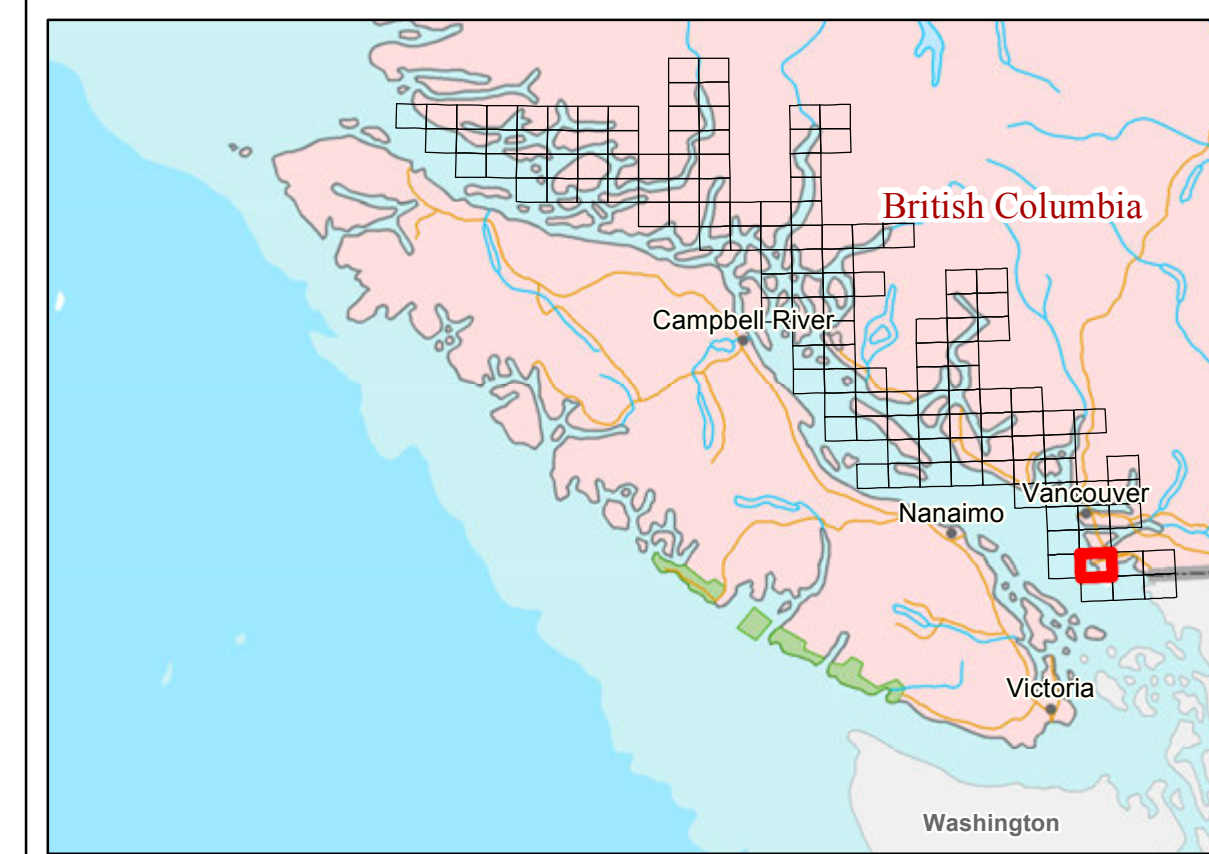 British Columbia
Campbell River
Vancouver
Nanaimo
Victoria
Washington